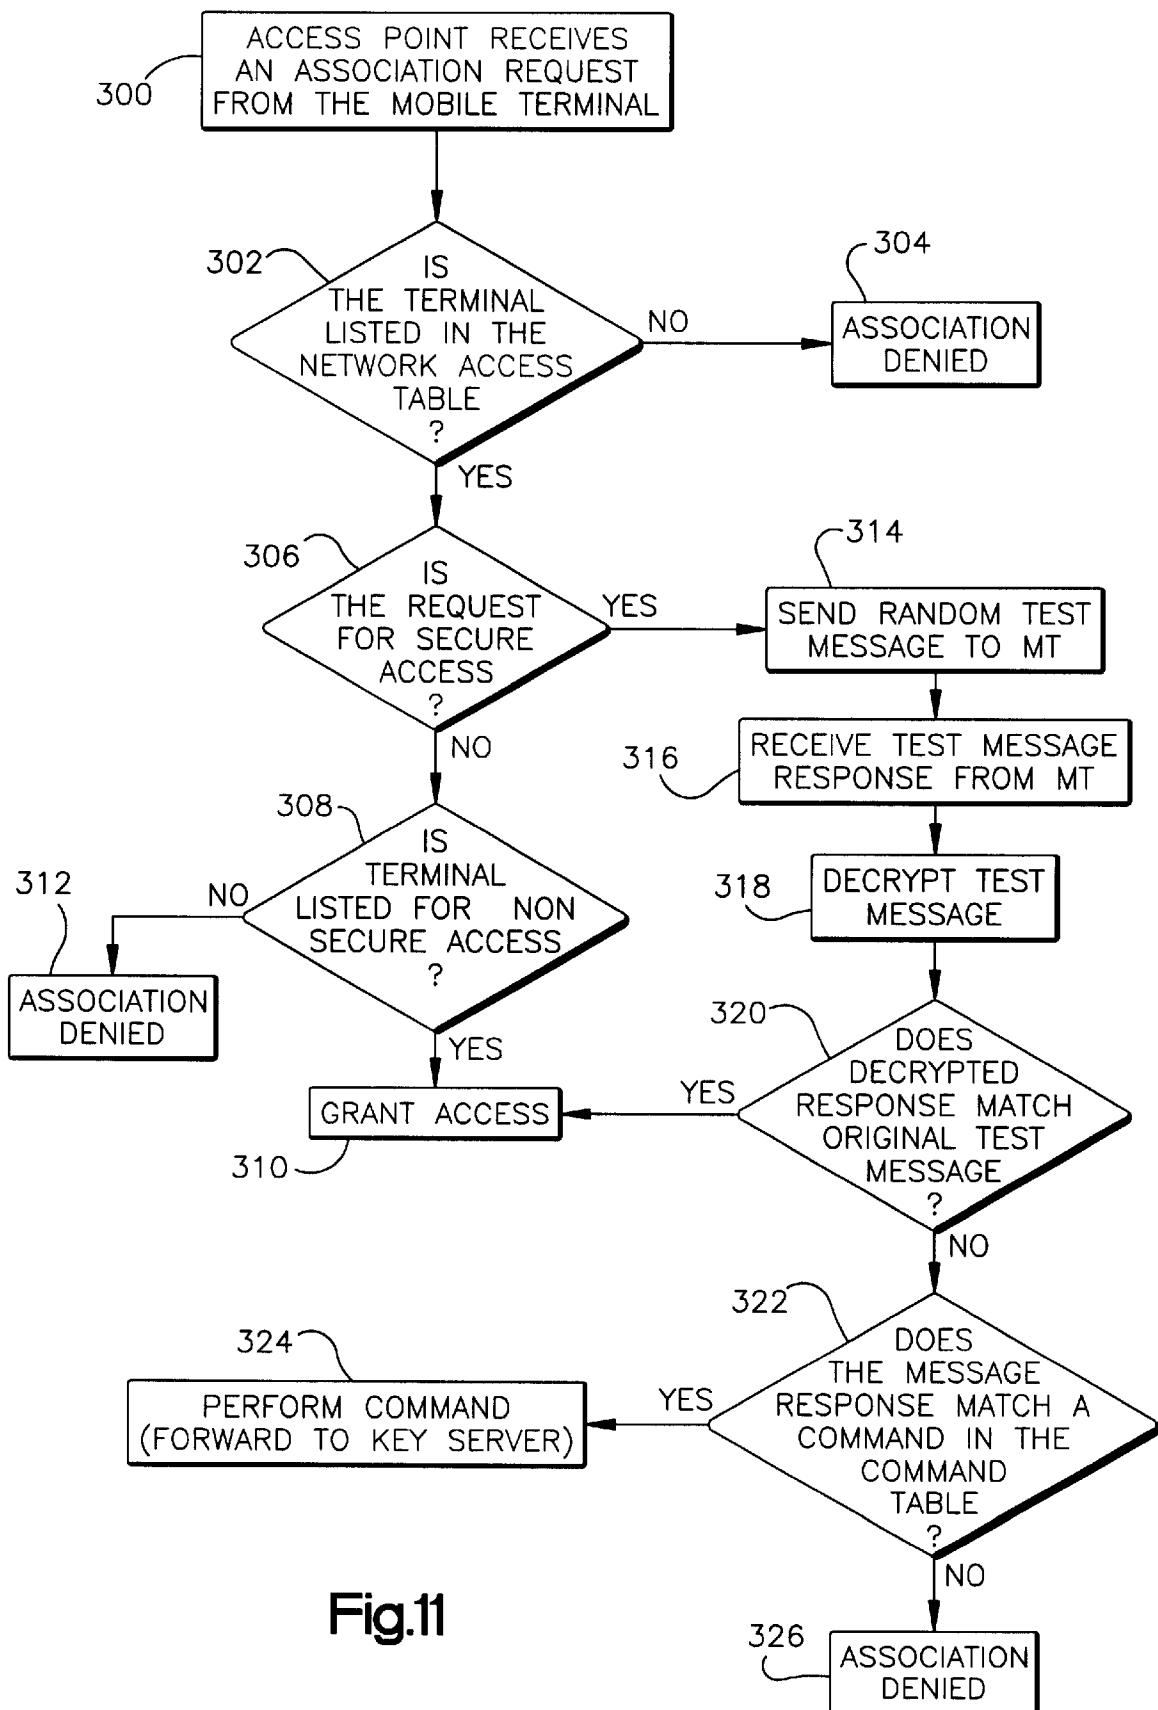 ACCESS POINT RECEIVES
AN ASSOCIATION REQUEST
FROM THE MOBILE TERMINAL
300
302
IS
THE TERMINAL
LISTED IN THE
NETWORK ACCESS
TABLE
?
NO
304
ASSOCIATION
DENIED
YES
306
IS
THE REQUEST
FOR SECURE
ACCESS
?
YES
314
SEND RANDOM TEST
MESSAGE TO MT
NO
316
RECEIVE TEST MESSAGE
RESPONSE FROM MT
308
IS
TERMINAL
LISTED FOR NON
SECURE ACCESS
?
NO
312
ASSOCIATION
DENIED
318
DECRYPT TEST
MESSAGE
YES
GRANT ACCESS
310
320
DOES
DECRYPTED
RESPONSE MATCH
ORIGINAL TEST
MESSAGE
?
YES
NO
322
DOES
THE MESSAGE
RESPONSE MATCH A
COMMAND IN THE
COMMAND
TABLE
?
YES
324
PERFORM COMMAND
(FORWARD TO KEY SERVER)
NO
326
ASSOCIATION
DENIED
Fig.11